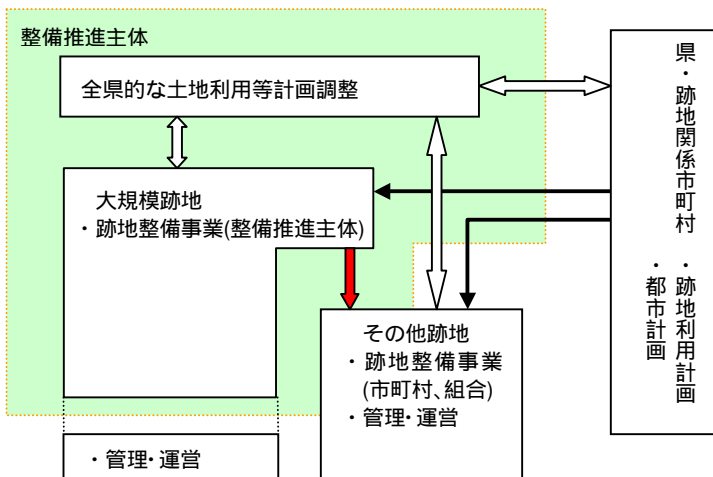 整備推進主体
全県的な土地利用等計画調整
大規模跡地
・跡地整備事業(整備推進主体)
その他跡地
・跡地整備事業
(市町村、組合)
・管理・運営
・管理・運営
県・跡地関係市町村
・跡地利用計画
・都市計画